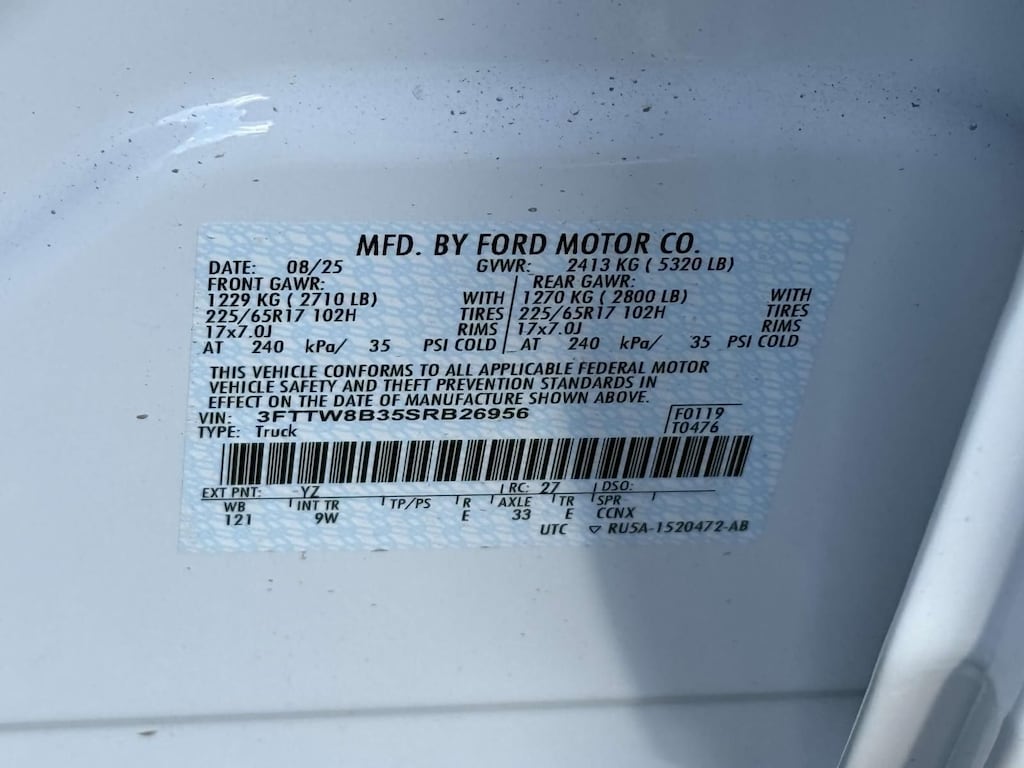 MFD. BY FORD MOTOR CO.
DATE: 08/25 GVWR: 2413 KG ( 5320 LB)
FRONT GAWR: REAR GAWR:
1229 KG ( 2710 LB) WITH 1270 KG ( 2800 LB) WITH
225/65R17 102H TIRES 225/65R17 102H TIRES
17x7.0J RIMS 17x7.0J RIMS
AT 240 kPa/ 35 PSI COLD AT 240 kPa/ 35 PSI COLD
THIS VEHICLE CONFORMS TO ALL APPLICABLE FEDERAL MOTOR
VEHICLE SAFETY AND THEFT PREVENTION STANDARDS IN
EFFECT ON THE DATE OF MANUFACTURE SHOWN ABOVE.
VIN: 3FTTW8B35SRB26956 F0119
TYPE: Truck T0476
EXT PNT: YZ RC: 27 DSO:
WB INT TR TP/PS R AXLE TR SPR
121 9W E 33 E CCNX
UTC ▽ RU5A-1520472-AB